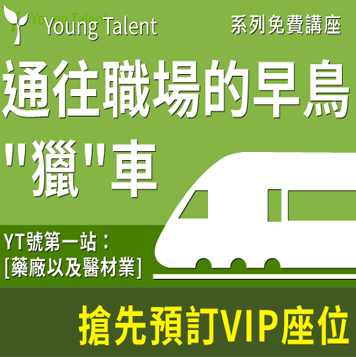 Young Talent
系列免費講座
通往職場的早鳥
"獵"車
YT號第一站：
[藥廠以及醫材業]
搶先預訂VIP座位